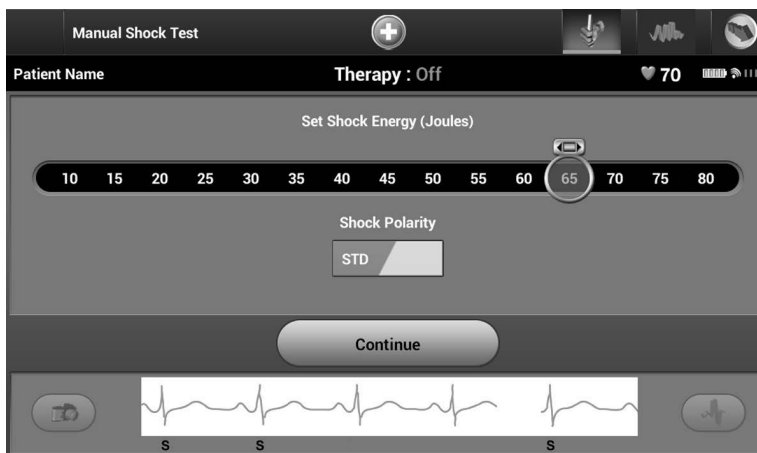 Manual Shock Test
Patient Name
Therapy : Off
70
Set Shock Energy (Joules)
10 15 20 25 30 35 40 45 50 55 60 65 70 75 80
Shock Polarity
STD
Continue
S S S